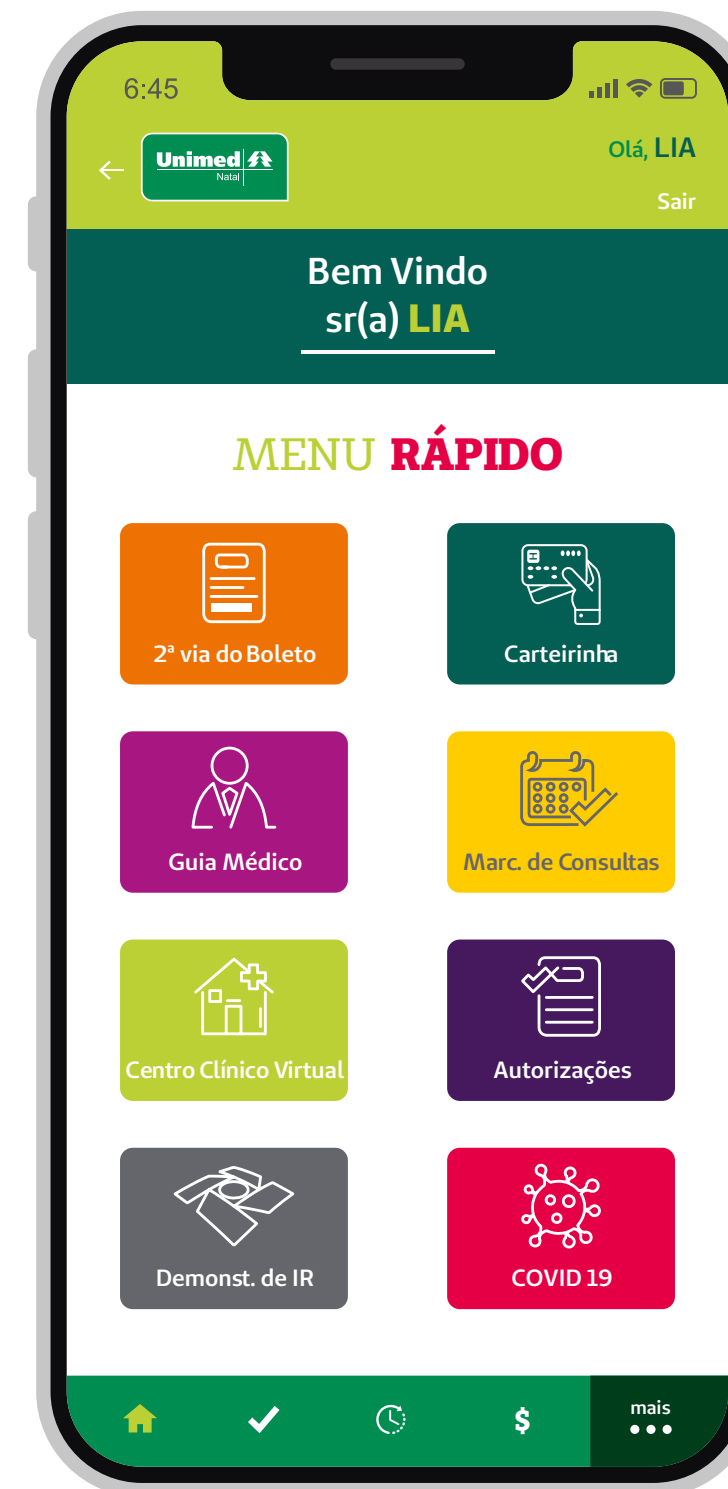 6:45
Unimed
Natal
Olá, LIA
Sair
Bem Vindo
sr(a) LIA
MENU RÁPIDO
2ª via do Boleto
Carteirinha
Guia Médico
Marc. de Consultas
Centro Clínico Virtual
Autorizações
Demonst. de IR
COVID 19
$
mais